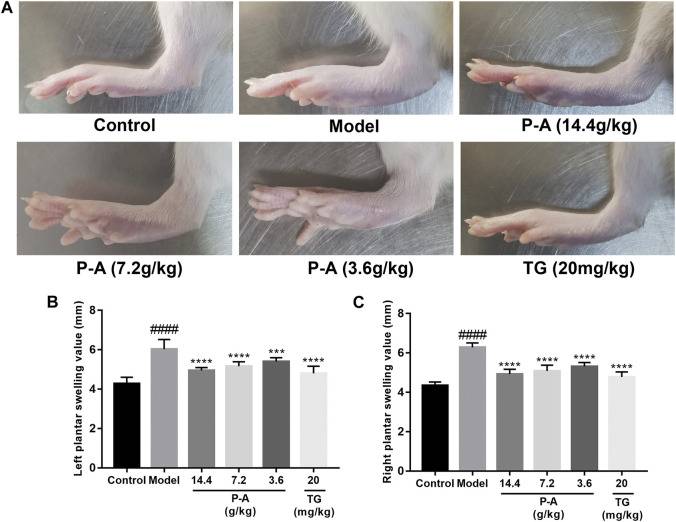 A
Control
Model
P-A (14.4g/kg)
P-A (7.2g/kg)
P-A (3.6g/kg)
TG (20mg/kg)
B
Left plantar swelling value (mm)
8
6
4
2
0
####
****
****
***
****
Control Model 14.4 7.2 3.6 20
P-A
(g/kg)
TG
(mg/kg)
C
Right plantar swelling value (mm)
8
6
4
2
0
####
****
****
****
****
Control Model 14.4 7.2 3.6 20
P-A
(g/kg)
TG
(mg/kg)